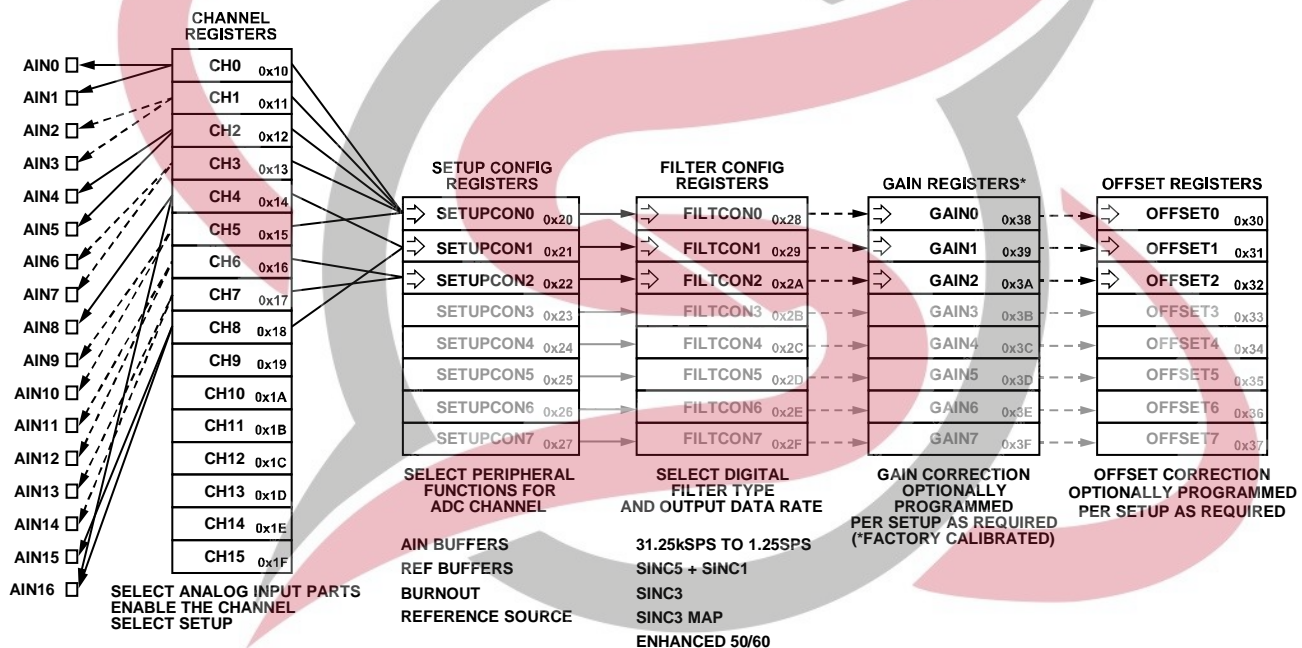 CHANNEL
REGISTERS
AIN0
AIN1
AIN2
AIN3
AIN4
AIN5
AIN6
AIN7
AIN8
AIN9
AIN10
AIN11
AIN12
AIN13
AIN14
AIN15
AIN16
CH0 0x10
CH1 0x11
CH2 0x12
CH3 0x13
CH4 0x14
CH5 0x15
CH6 0x16
CH7 0x17
CH8 0x18
CH9 0x19
CH10 0x1A
CH11 0x1B
CH12 0x1C
CH13 0x1D
CH14 0x1E
CH15 0x1F
SELECT ANALOG INPUT PARTS
ENABLE THE CHANNEL
SELECT SETUP
SETUP CONFIG
REGISTERS
SETUPCON0 0x20
SETUPCON1 0x21
SETUPCON2 0x22
SETUPCON3 0x23
SETUPCON4 0x24
SETUPCON5 0x25
SETUPCON6 0x26
SETUPCON7 0x27
SELECT PERIPHERAL
FUNCTIONS FOR
ADC CHANNEL
AIN BUFFERS
REF BUFFERS
BURNOUT
REFERENCE SOURCE
FILTER CONFIG
REGISTERS
FILTCON0 0x28
FILTCON1 0x29
FILTCON2 0x2A
FILTCON3 0x2B
FILTCON4 0x2C
FILTCON5 0x2D
FILTCON6 0x2E
FILTCON7 0x2F
SELECT DIGITAL
FILTER TYPE
AND OUTPUT DATA RATE
31.25kSPS TO 1.25SPS
SINC5 + SINC1
SINC3
SINC3 MAP
ENHANCED 50/60
GAIN REGISTERS*
GAIN0 0x38
GAIN1 0x39
GAIN2 0x3A
GAIN3 0x3B
GAIN4 0x3C
GAIN5 0x3D
GAIN6 0x3E
GAIN7 0x3F
GAIN CORRECTION
OPTIONALLY
PROGRAMMED
PER SETUP AS REQUIRED
(*FACTORY CALIBRATED)
OFFSET REGISTERS
OFFSET0 0x30
OFFSET1 0x31
OFFSET2 0x32
OFFSET3 0x33
OFFSET4 0x34
OFFSET5 0x35
OFFSET6 0x36
OFFSET7 0x37
OFFSET CORRECTION
OPTIONALLY PROGRAMMED
PER SETUP AS REQUIRED